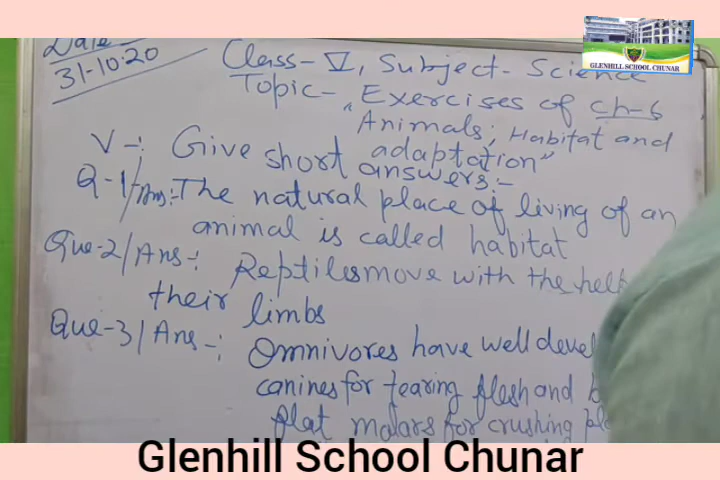 Date
31-10-20
GLENHILL SCHOOL CHUNAR
Class-V, Subject- Science
Topic- "Exercises of Ch-6
Animals; Habitat and
adaptation"
V-: Give short answers:-
Q-1/Ans:- The natural place of living of an
animal is called habitat
Que-2/Ans-: Reptiles move with the help
their limbs
Que-3/Ans-: Omnivores have well
canines for tearing flesh and
flat molars for crushing
Glenhill School Chunar